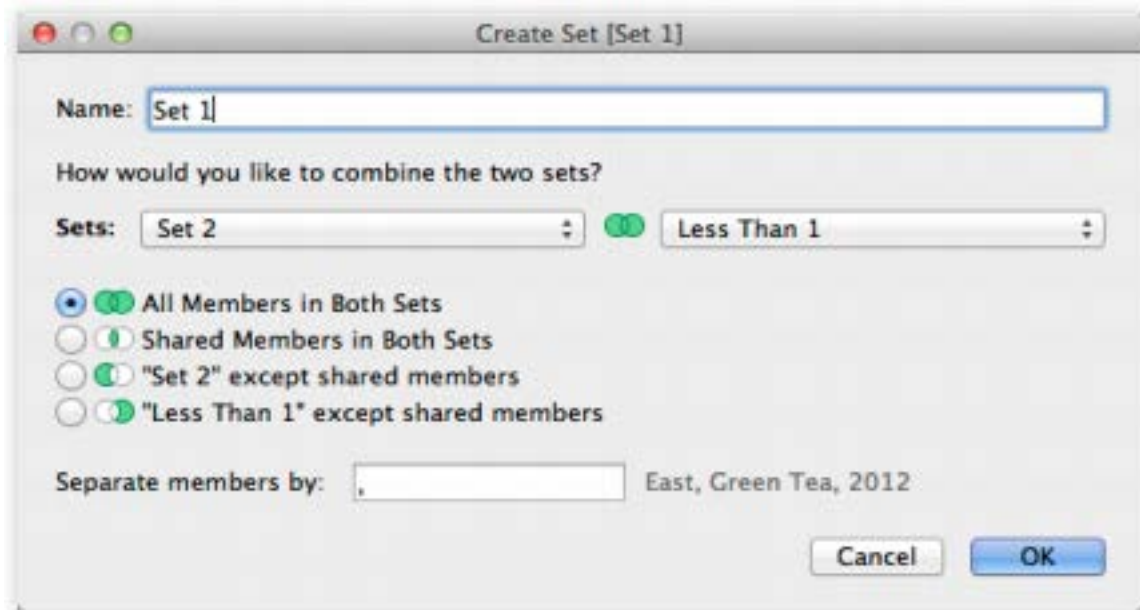 Create Set [Set 1]
Name: Set 1
How would you like to combine the two sets?
Sets: Set 2 Less Than 1
All Members in Both Sets
Shared Members in Both Sets
"Set 2" except shared members
"Less Than 1" except shared members
Separate members by: , East, Green Tea, 2012
Cancel OK